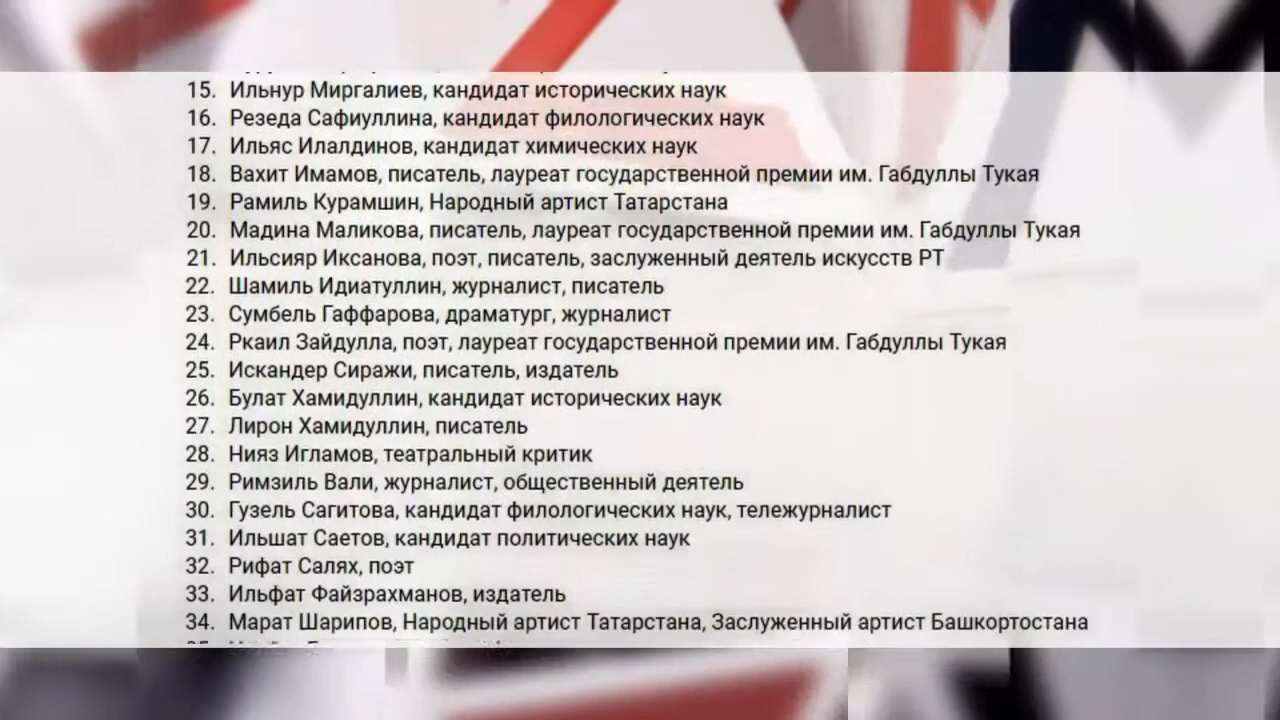 15. Ильнур Миргалиев, кандидат исторических наук
16. Резеда Сафиуллина, кандидат филологических наук
17. Ильяс Илалдинов, кандидат химических наук
18. Вахит Имамов, писатель, лауреат государственной премии им. Габдуллы Тукая
19. Рамиль Курамшин, Народный артист Татарстана
20. Мадина Маликова, писатель, лауреат государственной премии им. Габдуллы Тукая
21. Ильсияр Иксанова, поэт, писатель, заслуженный деятель искусств РТ
22. Шамиль Идиатуллин, журналист, писатель
23. Сумбель Гаффарова, драматург, журналист
24. Ркаил Зайдулла, поэт, лауреат государственной премии им. Габдуллы Тукая
25. Искандер Сиражи, писатель, издатель
26. Булат Хамидуллин, кандидат исторических наук
27. Лирон Хамидуллин, писатель
28. Нияз Игламов, театральный критик
29. Римзиль Вали, журналист, общественный деятель
30. Гузель Сагитова, кандидат филологических наук, тележурналист
31. Ильшат Саетов, кандидат политических наук
32. Рифат Салях, поэт
33. Ильфат Файзрахманов, издатель
34. Марат Шарипов, Народный артист Татарстана, Заслуженный артист Башкортостана